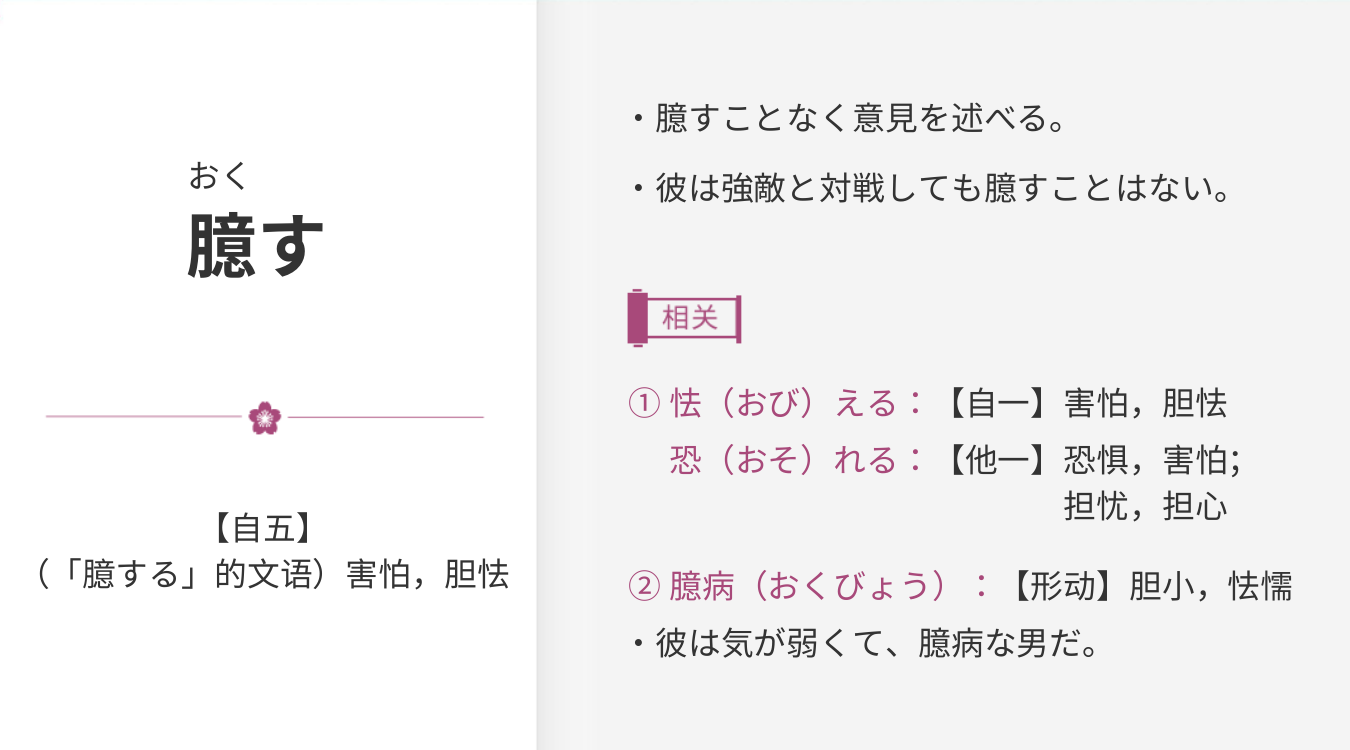 おく
臆す
【自五】
（「臆する」的文语）害怕，胆怯
・臆すことなく意見を述べる。
・彼は強敵と対戦しても臆すことはない。
相关
① 怯（おび）える：【自一】害怕，胆怯
恐（おそ）れる：【他一】恐惧，害怕；
担忧，担心
② 臆病（おくびょう）：【形动】胆小，怯懦
・彼は気が弱くて、臆病な男だ。